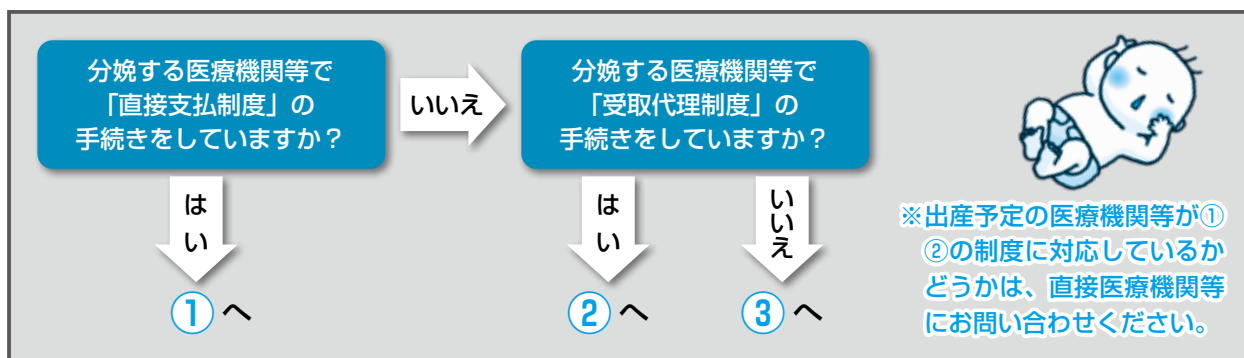 分娩する医療機関等で
「直接支払制度」の
手続きをしていますか？
いいえ
分娩する医療機関等で
「受取代理制度」の
手続きをしていますか？
はい
はい
いいえ
①へ
②へ
③へ
※出産予定の医療機関等が①
②の制度に対応しているか
どうかは、直接医療機関等
にお問い合わせください。